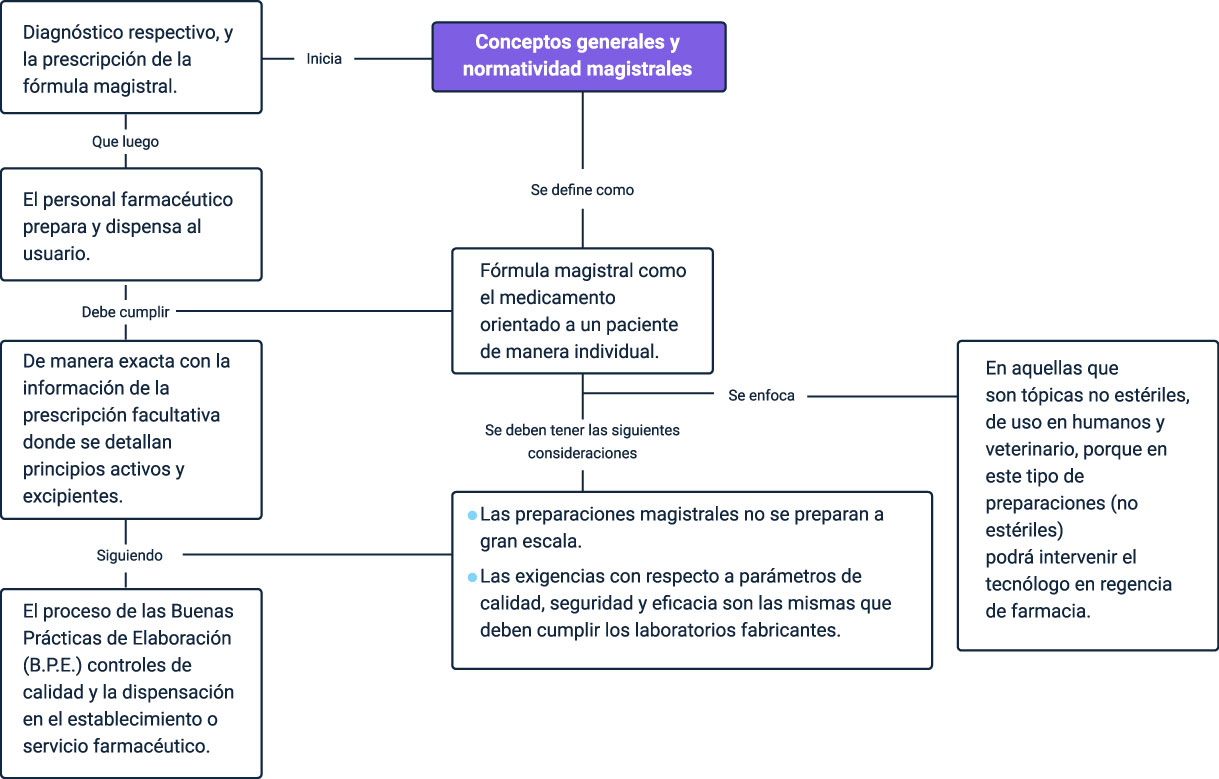 Conceptos generales y
normatividad magistrales
Inicia
Diagnóstico respectivo, y
la prescripción de la
fórmula magistral.
Que luego
El personal farmacéutico
prepara y dispensa al
usuario.
Debe cumplir
De manera exacta con la
información de la
prescripción facultativa
donde se detallan
principios activos y
excipientes.
Siguiendo
El proceso de las Buenas
Prácticas de Elaboración
(B.P.E.) controles de
calidad y la dispensación
en el establecimiento o
servicio farmacéutico.
Se define como
Fórmula magistral como
el medicamento
orientado a un paciente
de manera individual.
Se deben tener las siguientes
consideraciones
Las preparaciones magistrales no se preparan a
gran escala.
Las exigencias con respecto a parámetros de
calidad, seguridad y eficacia son las mismas que
deben cumplir los laboratorios fabricantes.
Se enfoca
En aquellas que
son tópicas no estériles,
de uso en humanos y
veterinario, porque en
este tipo de
preparaciones (no
estériles)
podrá intervenir el
tecnólogo en regencia
de farmacia.